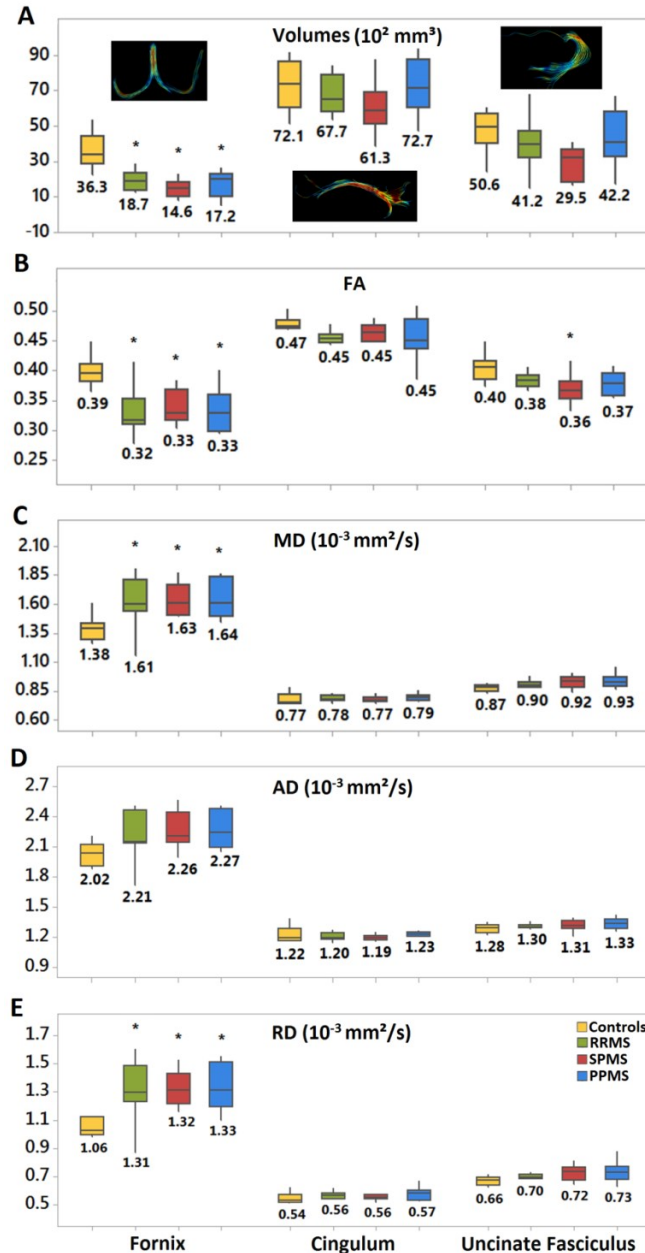 A
Volumes (10² mm³)
90
70
50
30
10
-10
* * *
36.3 18.7 14.6 17.2
72.1 67.7 61.3 72.7
50.6 41.2 29.5 42.2
B
FA
0.50
0.45
0.40
0.35
0.30
0.25
* * * *
0.39 0.32 0.33 0.33
0.47 0.45 0.45 0.45
0.40 0.38 0.36 0.37
C
MD (10⁻³ mm²/s)
2.10
1.85
1.60
1.35
1.10
0.85
0.60
* * *
1.38 1.61 1.63 1.64
0.77 0.78 0.77 0.79
0.87 0.90 0.92 0.93
D
AD (10⁻³ mm²/s)
2.7
2.4
2.1
1.8
1.5
1.2
0.9
2.02 2.21 2.26 2.27
1.22 1.20 1.19 1.23
1.28 1.30 1.31 1.33
E
RD (10⁻³ mm²/s)
1.7
1.5
1.3
1.1
0.9
0.7
0.5
* * *
Controls
RRMS
SPMS
PPMS
1.06 1.31 1.32 1.33
0.54 0.56 0.56 0.57
0.66 0.70 0.72 0.73
Fornix Cingulum Uncinate Fasciculus